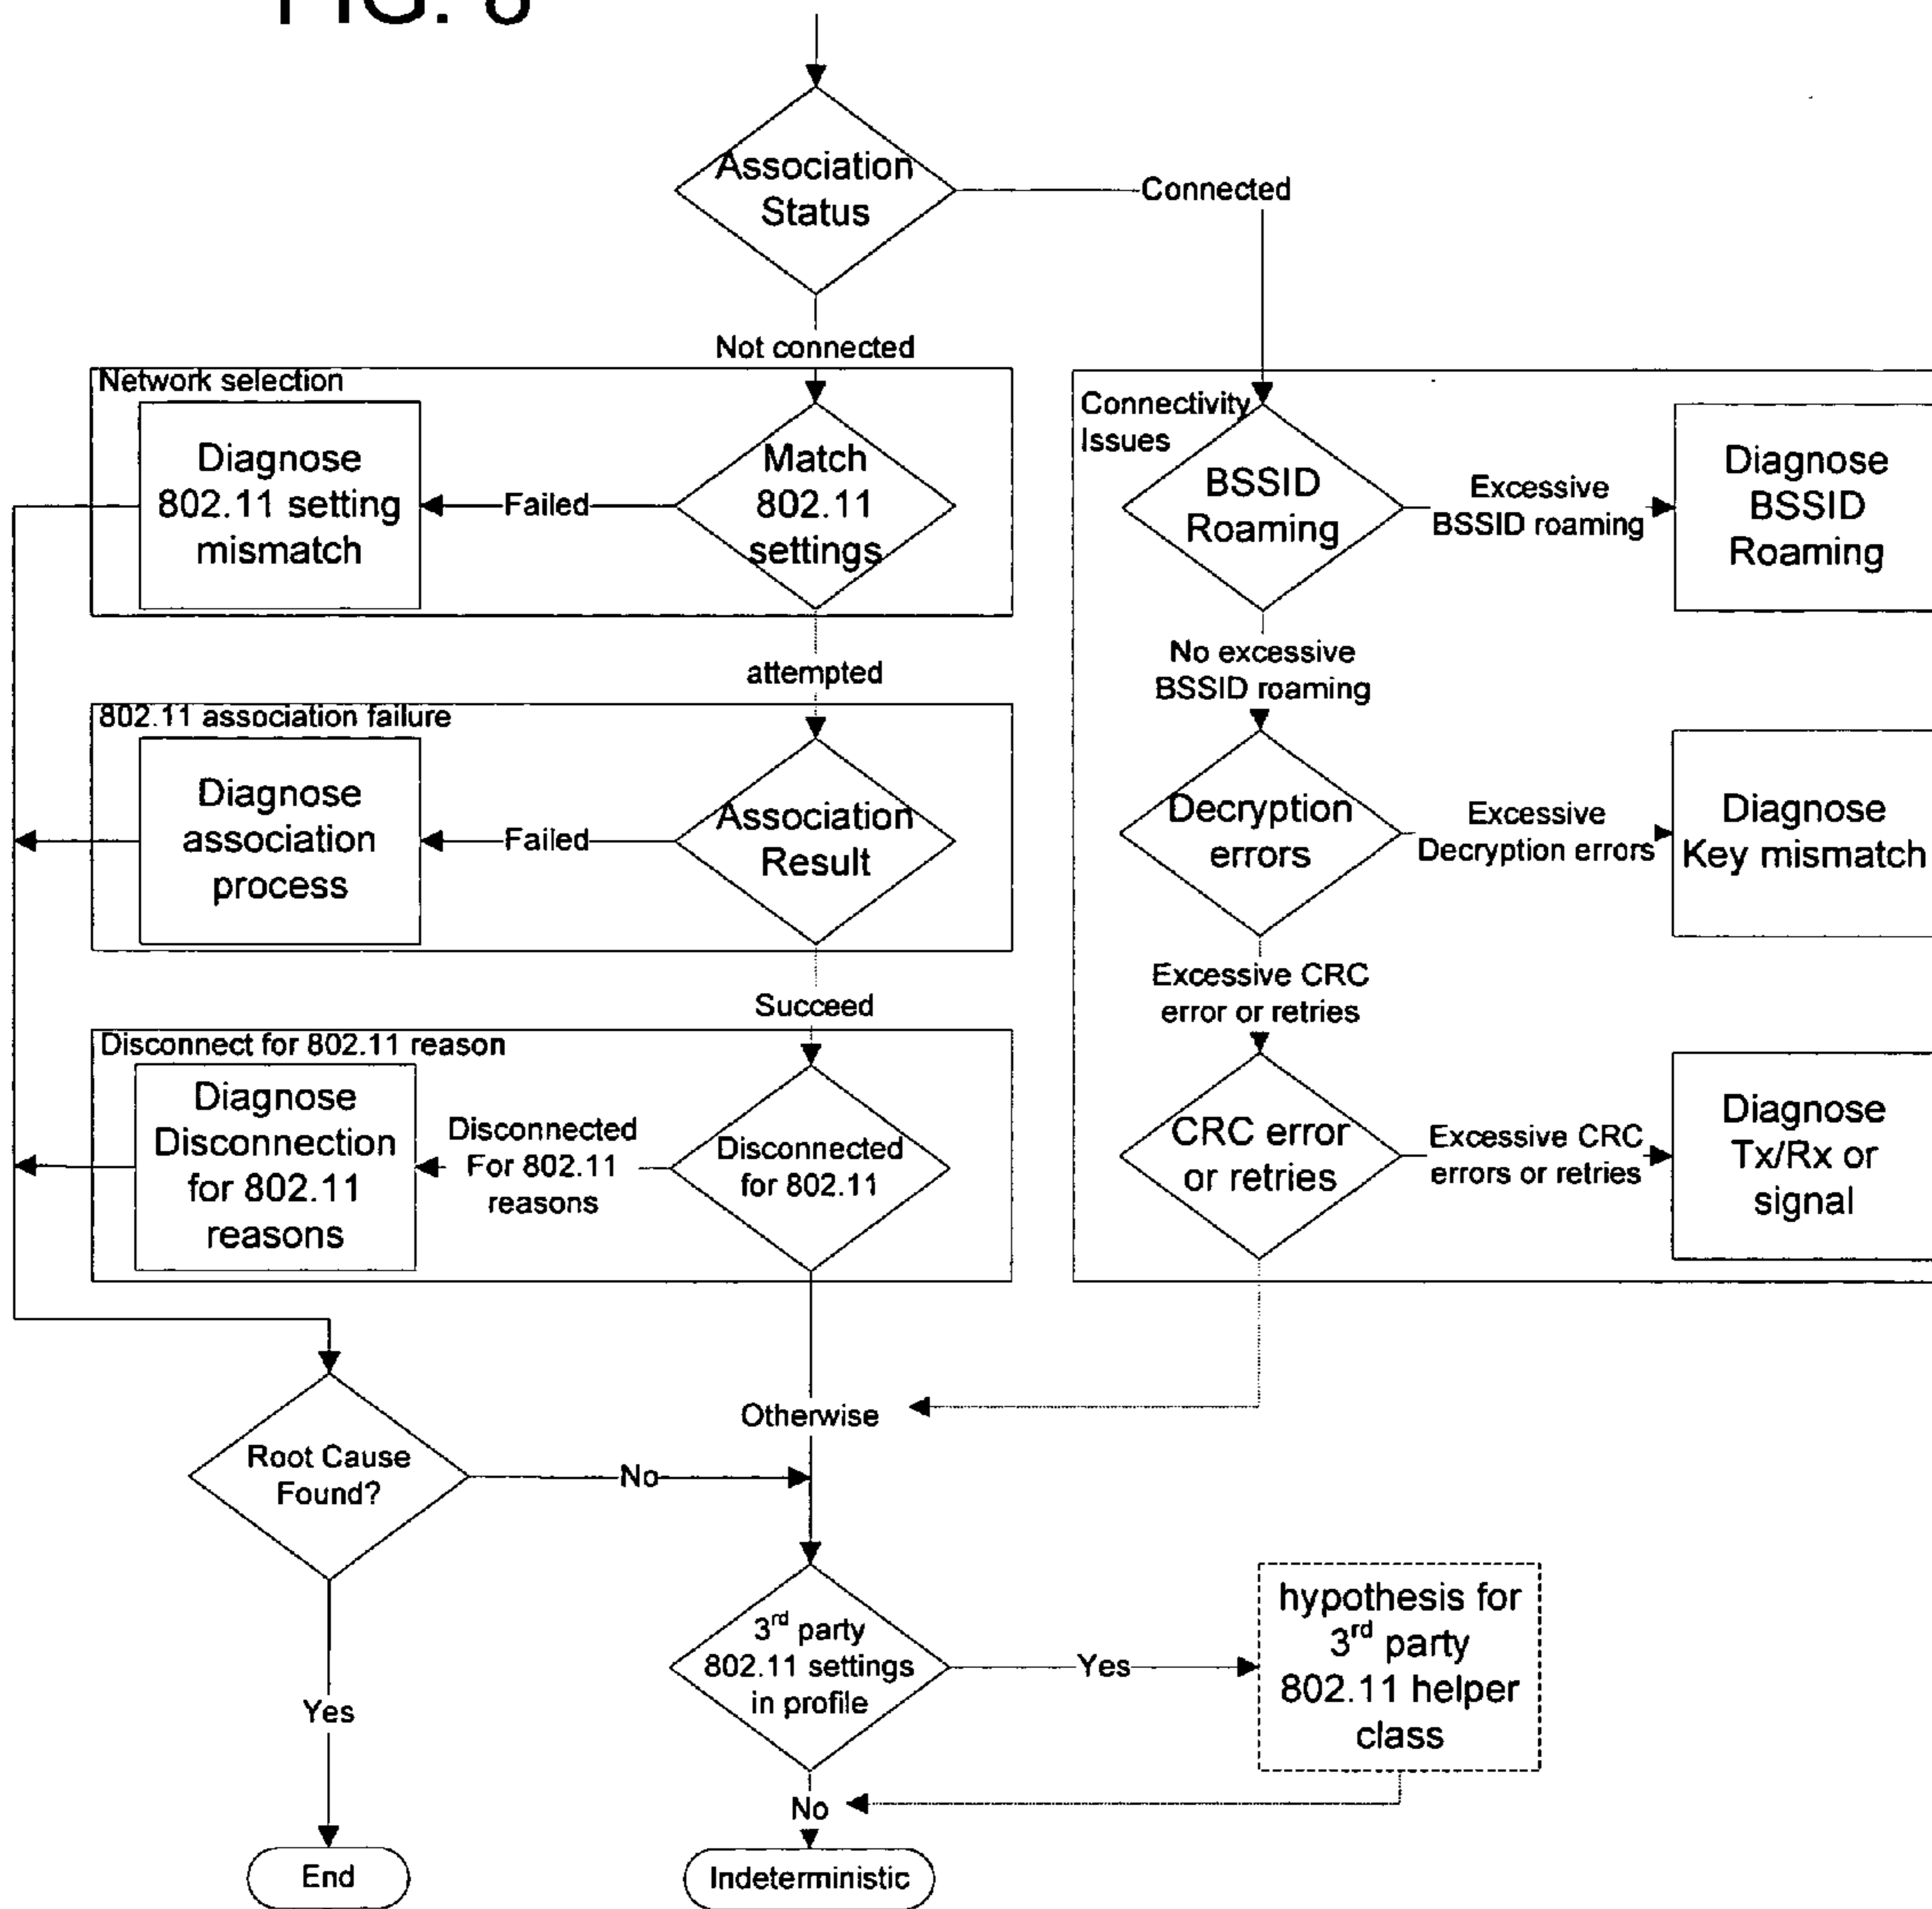 FIG.
Association
Status
Connected
Not connected
Network selection
Diagnose
802.11 setting
mismatch
Failed
Match
802.11
settings
Connectivity
Issues
BSSID
Roaming
Excessive
BSSID roaming
Diagnose
BSSID
Roaming
attempted
No excessive
BSSID roaming
802.11 association failure
Diagnose
association
process
Failed
Association
Result
Decryption
errors
Excessive
Decryption errors
Diagnose
Key mismatch
Succeed
Excessive CRC
error or retries
Disconnect for 802.11 reason
Diagnose
Disconnection
for 802.11
reasons
Disconnected
For 802.11
reasons
Disconnected
for 802.11
CRC error
or retries
Excessive CRC
errors or retries
Diagnose
Tx/Rx or
signal
Otherwise
Root Cause
Found?
No
3rd party
802.11 settings
in profile
Yes
hypothesis for
3rd party
802.11 helper
class
Yes
No
End
Indeterministic